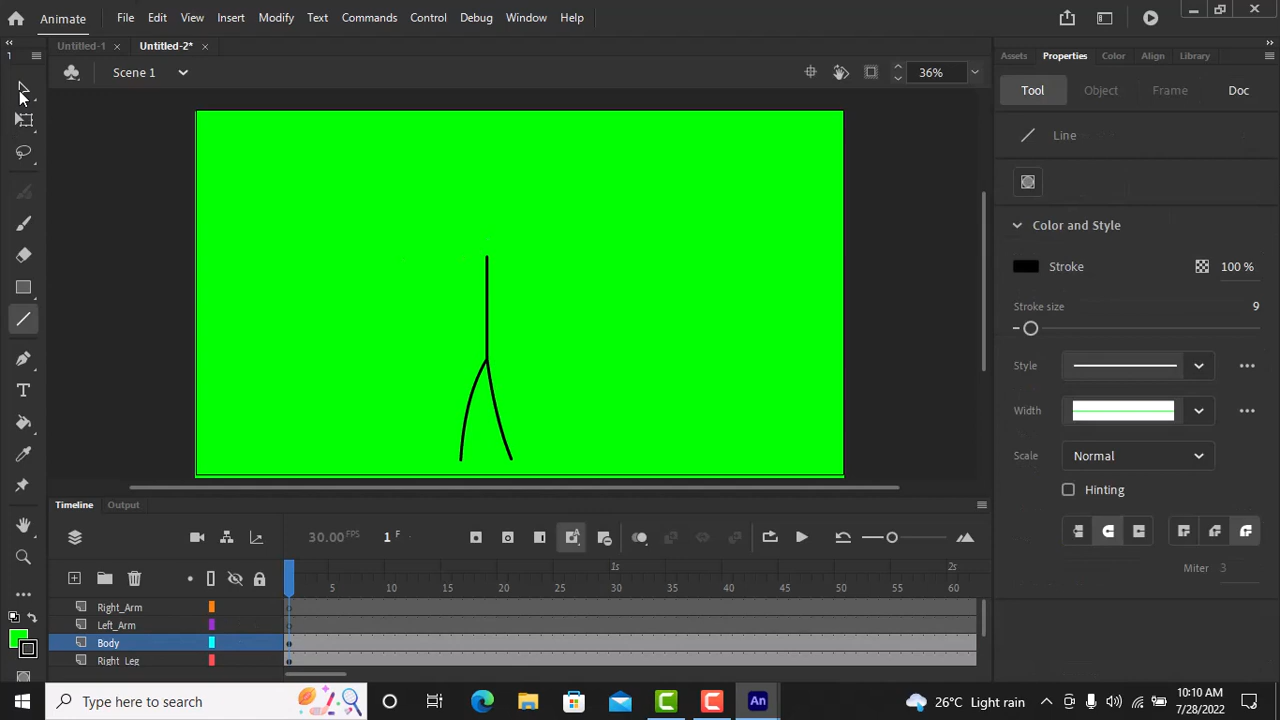 Animate File Edit View Insert Modify Text Commands Control Debug Window Help
Untitled-1 × Untitled-2* ×
1
Assets Properties Color Align Library
Scene 1
36%
Tool Object Frame Doc
Line
Color and Style
Stroke 100 %
Stroke size 9
Style
Width
Scale Normal
Hinting
Miter 3
Timeline Output
30.00 FPS 1 F
1s 2s
5 10 15 20 25 30 35 40 45 50 55 60
Right_Arm
Left_Arm
Body
Right_Leg
T
Type here to search
An
26°C Light rain
10:10 AM
7/28/2022